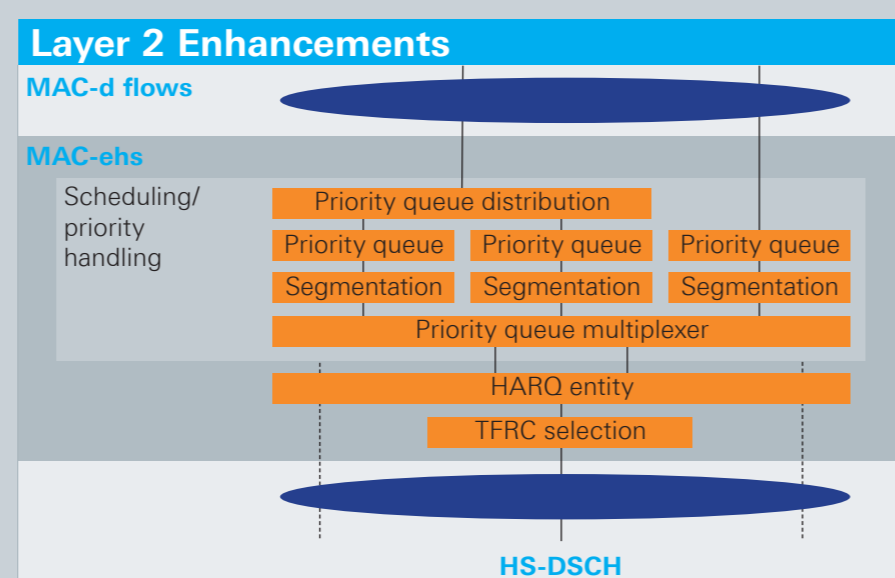 Layer 2 Enhancements
MAC-d flows
MAC-ehs
Scheduling/
priority
handling
Priority queue distribution
Priority queue Priority queue Priority queue
Segmentation Segmentation Segmentation
Priority queue multiplexer
HARQ entity
TFRC selection
HS-DSCH